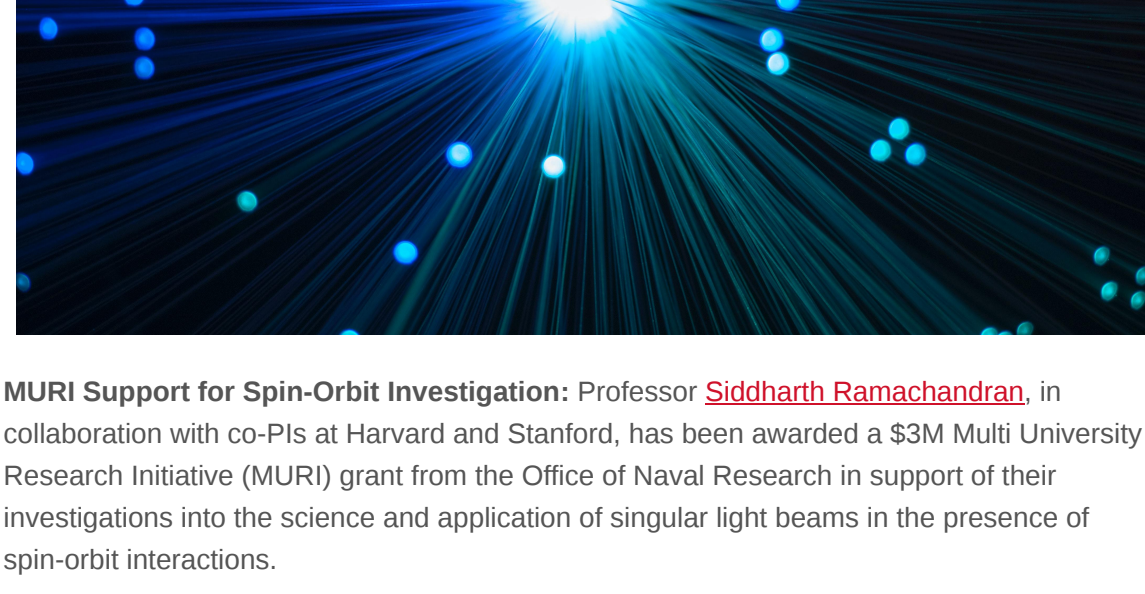 MURI Support for Spin-Orbit Investigation: Professor Siddharth Ramachandran, in
collaboration with co-PIs at Harvard and Stanford, has been awarded a $3M Multi University
Research Initiative (MURI) grant from the Office of Naval Research in support of their
investigations into the science and application of singular light beams in the presence of
spin-orbit interactions.